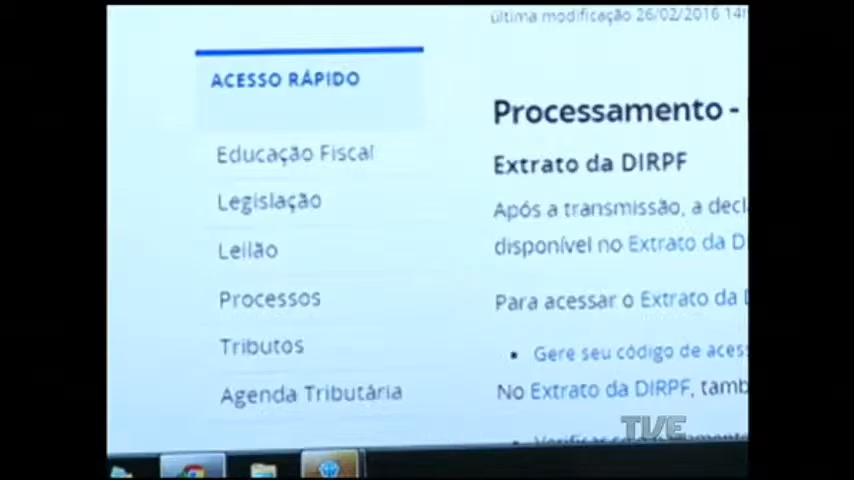 última modificação 26/02/2016 14h
ACESSO RÁPIDO
Educação Fiscal
Legislação
Leilão
Processos
Tributos
Agenda Tributária
Processamento -
Extrato da DIRPF
Após a transmissão, a decl
disponível no Extrato da D
Para acessar o Extrato da
Gere seu código de aces
No Extrato da DIRPF, tamb
TVE